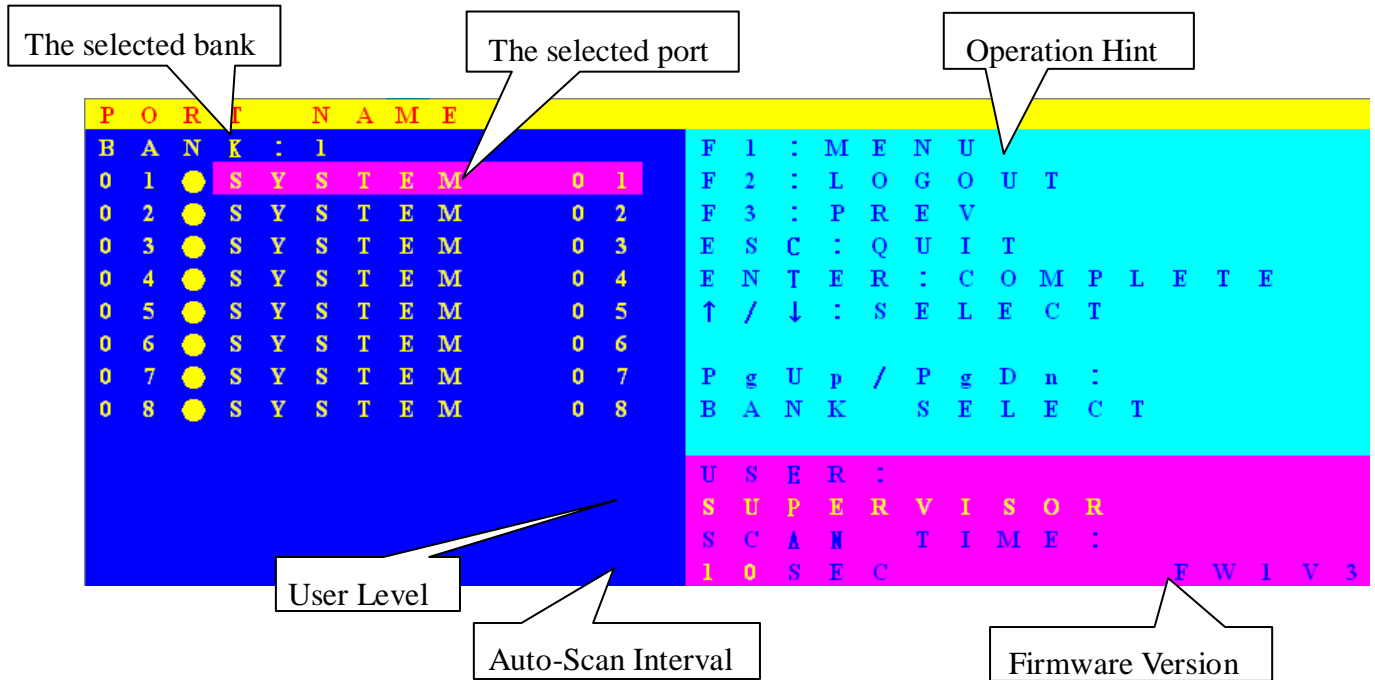 The selected bank
The selected port
Operation Hint
PORT NAME
BANK:1
01●SYSTEM 01
02●SYSTEM 02
03●SYSTEM 03
04●SYSTEM 04
05●SYSTEM 05
06●SYSTEM 06
07●SYSTEM 07
08●SYSTEM 08
F1:MENU
F2:LOGOUT
F3:PREV
ESC:QUIT
ENTER:COMPLETE
↑/↓:SELECT
PgUp/PgDn:
BANK SELECT
USER:
SUPERVISOR
SCAN TIME:
10SEC FW1V3
User Level
Auto-Scan Interval
Firmware Version